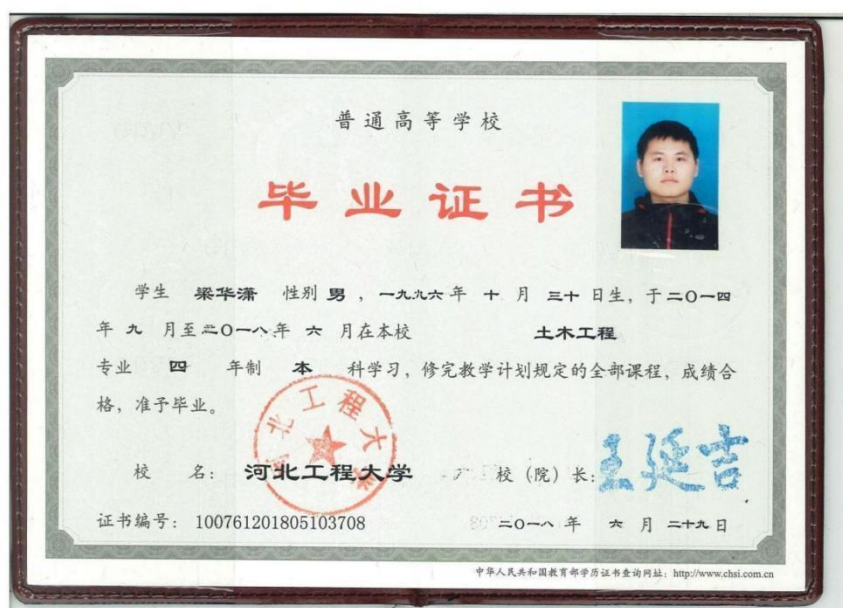 普通高等学校
毕业证书
学生 梁华潇 性别 男 ，一九九六年 十 月 三十 日生，于二〇一四
年 九 月至二〇一八年 六 月在本校 土木工程
专业 四 年制 本 科学习，修完教学计划规定的全部课程，成绩合
格，准予毕业。
河北工程大学
校 名： 河北工程大学 校（院）长：王延吉
证书编号： 100761201805103708 二〇一八 年 六 月 二十九 日
中华人民共和国教育部学历证书查询网址：http://www.chsi.com.cn